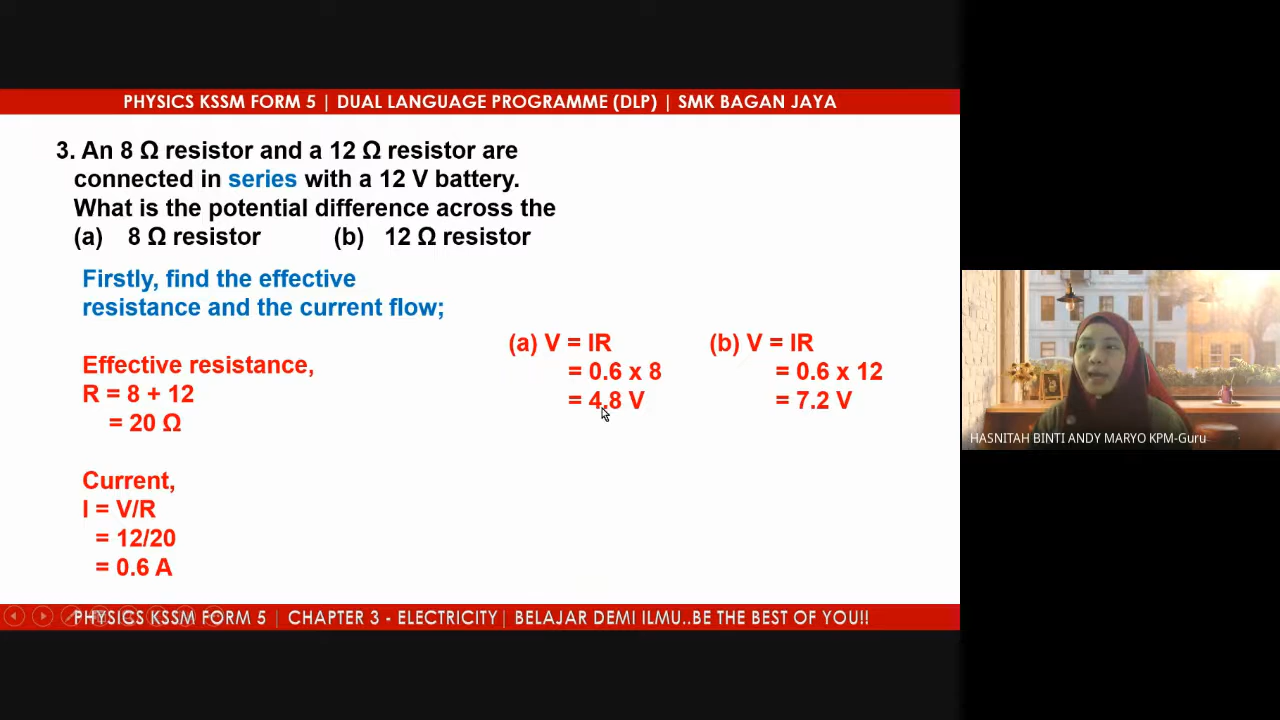 PHYSICS KSSM FORM 5 | DUAL LANGUAGE PROGRAMME (DLP) | SMK BAGAN JAYA
3. An 8 Ω resistor and a 12 Ω resistor are
connected in series with a 12 V battery.
What is the potential difference across the
(a) 8 Ω resistor (b) 12 Ω resistor
Firstly, find the effective
resistance and the current flow;
Effective resistance,
R = 8 + 12
= 20 Ω
Current,
I = V/R
= 12/20
= 0.6 A
(a) V = IR
= 0.6 x 8
= 4.8 V
(b) V = IR
= 0.6 x 12
= 7.2 V
HASNITAH BINTI ANDY MARYO KPM-Guru
PHYSICS KSSM FORM 5 | CHAPTER 3 - ELECTRICITY | BELAJAR DEMI ILMU..BE THE BEST OF YOU!!